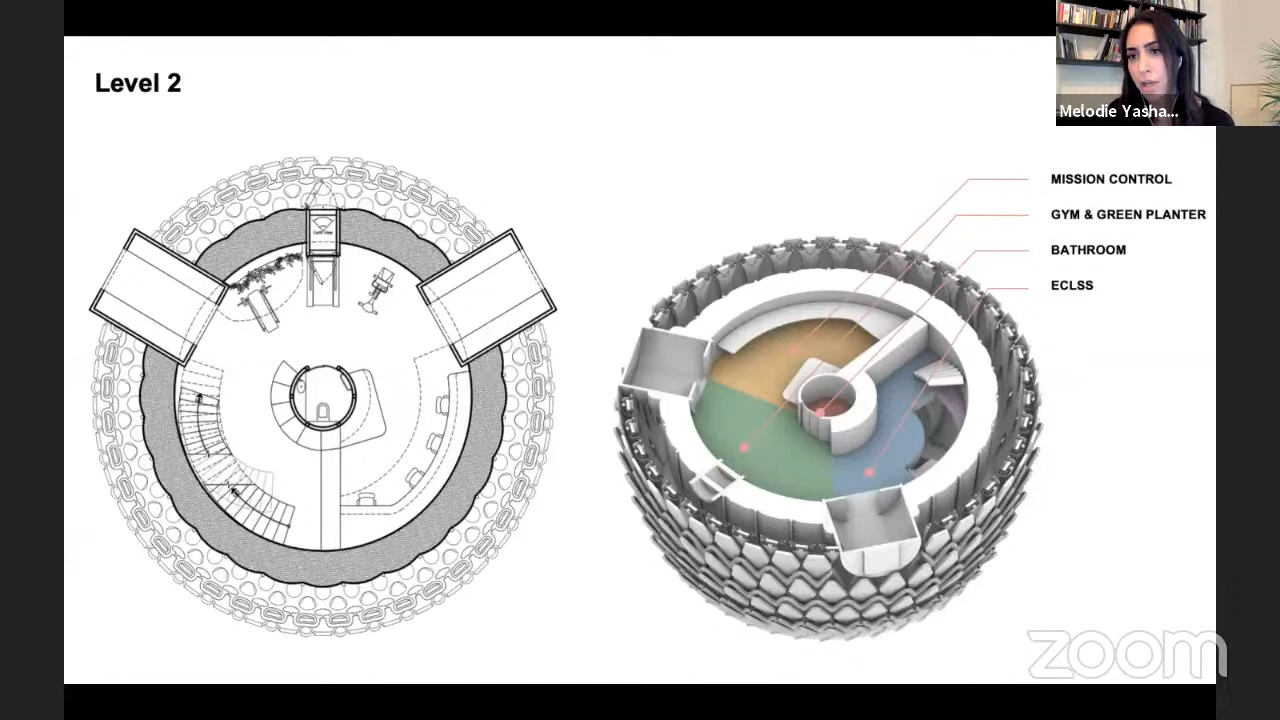 Level 2
Melodie Yasha...
MISSION CONTROL
GYM & GREEN PLANTER
BATHROOM
ECLSS
zoom